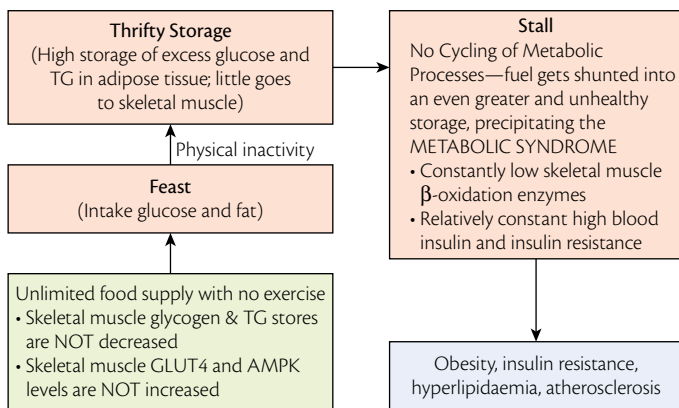 Thrifty Storage
(High storage of excess glucose and
TG in adipose tissue; little goes
to skeletal muscle)
Physical inactivity
Feast
(Intake glucose and fat)
Unlimited food supply with no exercise
• Skeletal muscle glycogen & TG stores
are NOT decreased
• Skeletal muscle GLUT4 and AMPK
levels are NOT increased
Stall
No Cycling of Metabolic
Processes—fuel gets shunted into
an even greater and unhealthy
storage, precipitating the
METABOLIC SYNDROME
• Constantly low skeletal muscle
β-oxidation enzymes
• Relatively constant high blood
insulin and insulin resistance
Obesity, insulin resistance,
hyperlipidaemia, atherosclerosis